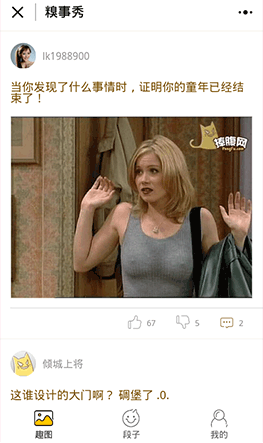 糗事秀
lk1988900
当你发现了什么事情时，证明你的童年已经结
束了！
捧腹网
PengFu.com
67
5
2
倾城上将
这谁设计的大门啊？ 碉堡了 .0.
趣图
段子
我的